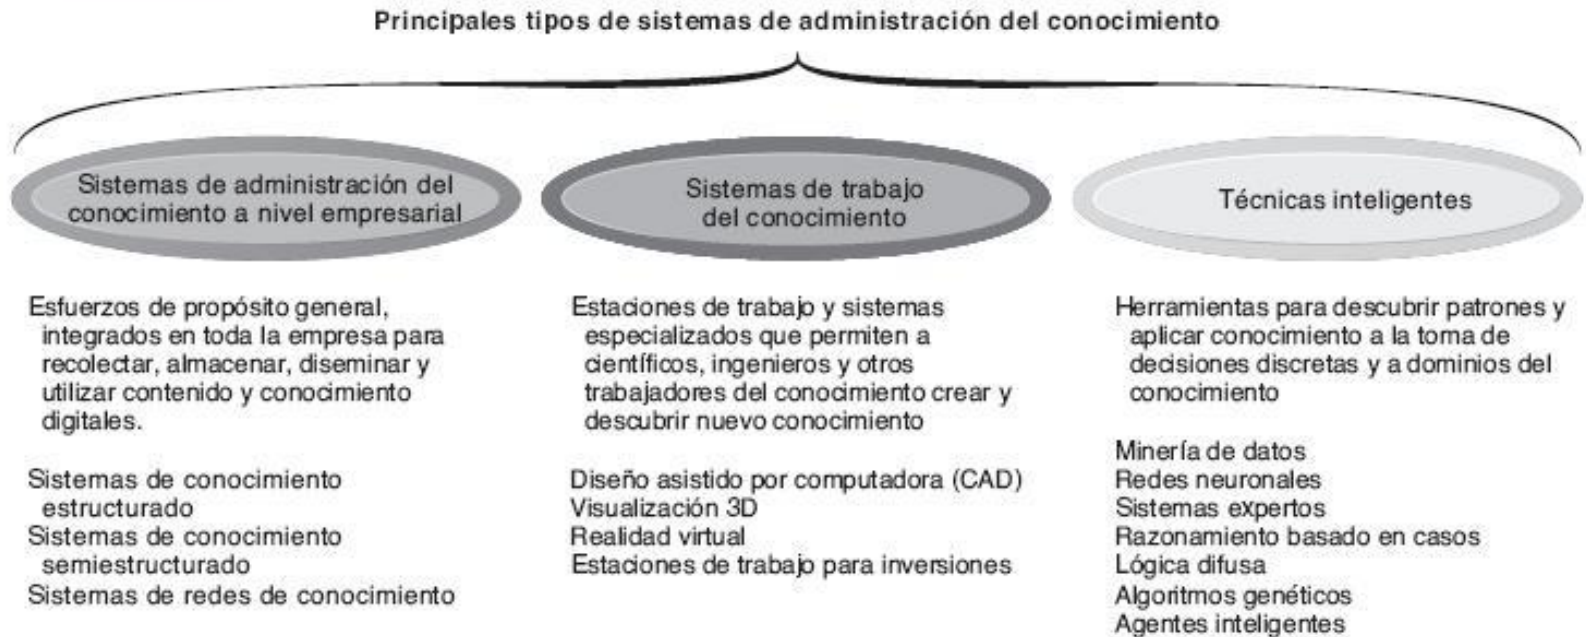 Principales tipos de sistemas de administración del conocimiento
Sistemas de administración del
conocimiento a nivel empresarial
Esfuerzos de propósito general,
integrados en toda la empresa para
recolectar, almacenar, diseminar y
utilizar contenido y conocimiento
digitales.
Sistemas de conocimiento
estructurado
Sistemas de conocimiento
semiestructurado
Sistemas de redes de conocimiento
Sistemas de trabajo
del conocimiento
Estaciones de trabajo y sistemas
especializados que permiten a
científicos, ingenieros y otros
trabajadores del conocimiento crear y
descubrir nuevo conocimiento
Diseño asistido por computadora (CAD)
Visualización 3D
Realidad virtual
Estaciones de trabajo para inversiones
Técnicas inteligentes
Herramientas para descubrir patrones y
aplicar conocimiento a la toma de
decisiones discretas y a dominios del
conocimiento
Minería de datos
Redes neuronales
Sistemas expertos
Razonamiento basado en casos
Lógica difusa
Algoritmos genéticos
Agentes inteligentes